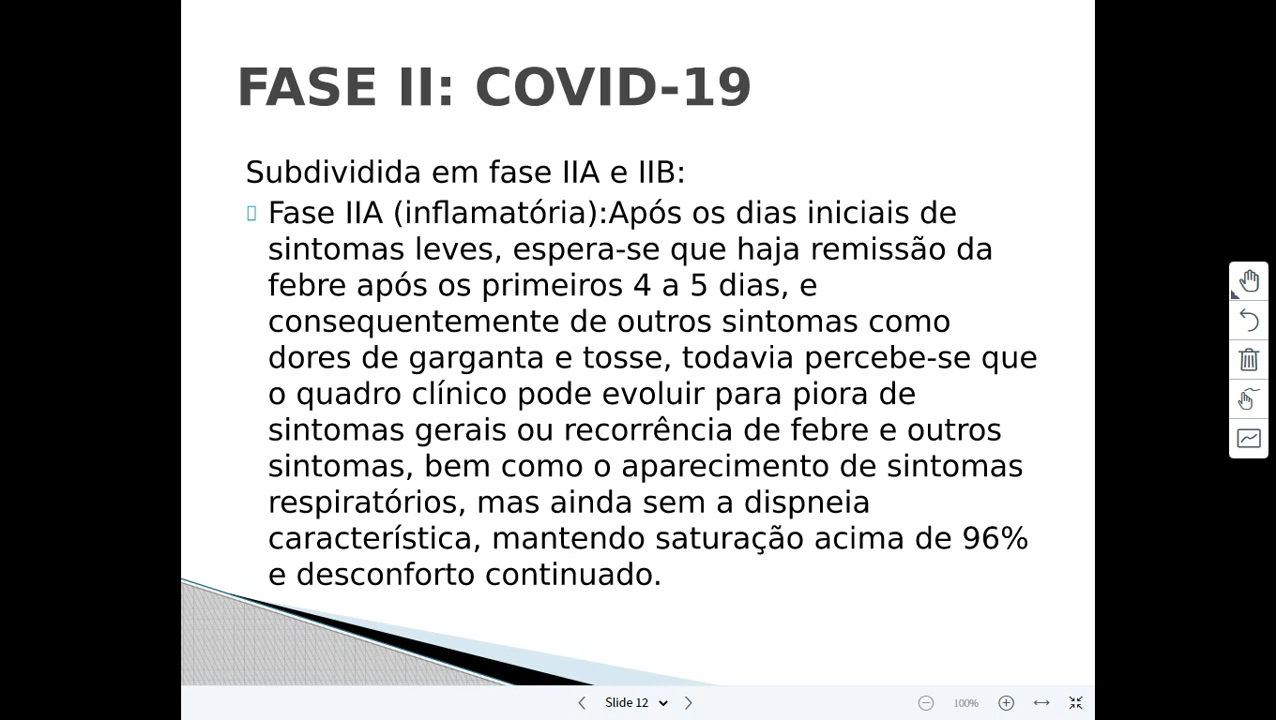 FASE II: COVID-19
Subdividida em fase IIA e IIB:
Fase IIA (inflamatória):Após os dias iniciais de
sintomas leves, espera-se que haja remissão da
febre após os primeiros 4 a 5 dias, e
consequentemente de outros sintomas como
dores de garganta e tosse, todavia percebe-se que
o quadro clínico pode evoluir para piora de
sintomas gerais ou recorrência de febre e outros
sintomas, bem como o aparecimento de sintomas
respiratórios, mas ainda sem a dispneia
característica, mantendo saturação acima de 96%
e desconforto continuado.
Slide 12
100%